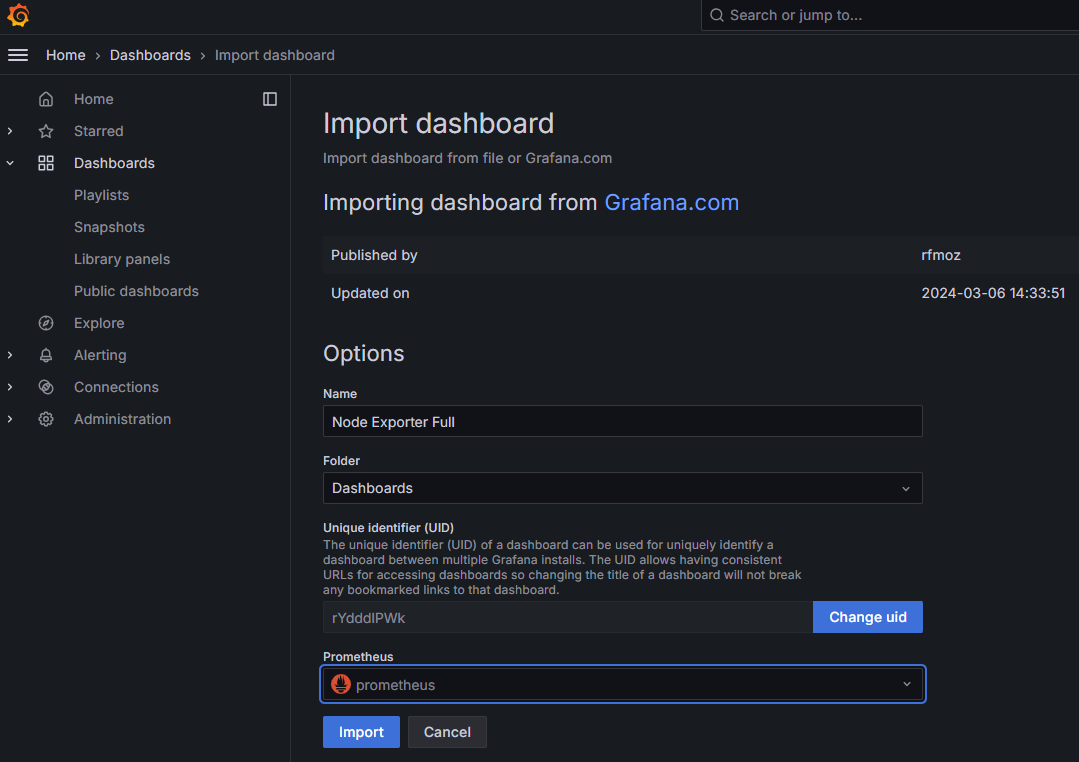 Search or jump to...
Home › Dashboards › Import dashboard
Home
Starred
Dashboards
Playlists
Snapshots
Library panels
Public dashboards
Explore
Alerting
Connections
Administration
Import dashboard
Import dashboard from file or Grafana.com
Importing dashboard from Grafana.com
Published by rfmoz
Updated on 2024-03-06 14:33:51
Options
Name
Node Exporter Full
Folder
Dashboards
Unique identifier (UID)
The unique identifier (UID) of a dashboard can be used for uniquely identify a
dashboard between multiple Grafana installs. The UID allows having consistent
URLs for accessing dashboards so changing the title of a dashboard will not break
any bookmarked links to that dashboard.
rYdddlPWk Change uid
Prometheus
prometheus
Import Cancel